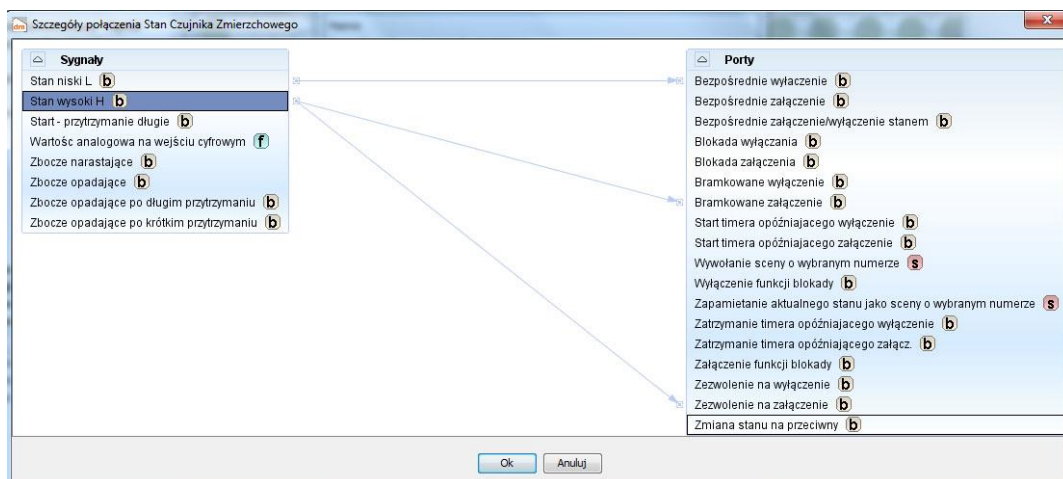 dire Szczegóły połączenia Stan Czujnika Zmierzchowego
Sygnały
Stan niski L b
Stan wysoki H b
Start - przytrzymanie długie b
Wartośc analogowa na wejściu cyfrowym f
Zbocze narastające b
Zbocze opadające b
Zbocze opadające po długim przytrzymaniu b
Zbocze opadające po krótkim przytrzymaniu b
Porty
Bezpośrednie wyłaczenie b
Bezpośrednie załączenie b
Bezpośrednie załączenie/wyłączenie stanem b
Blokada wyłączania b
Blokada załączenia b
Bramkowane wyłączenie b
Bramkowane załączenie b
Start timera opóźniajacego wyłączenie b
Start timera opóźniajacego załączenie b
Wywołanie sceny o wybranym numerze s
Wyłączenie funkcji blokady b
Zapamietanie aktualnego stanu jako sceny o wybranym numerze s
Zatrzymanie timera opóźniajacego wyłączenie b
Zatrzymanie timera opóźniającego załącz. b
Załączenie funkcji blokady b
Zezwolenie na wyłączenie b
Zezwolenie na załączenie b
Zmiana stanu na przeciwny b
Ok
Anuluj